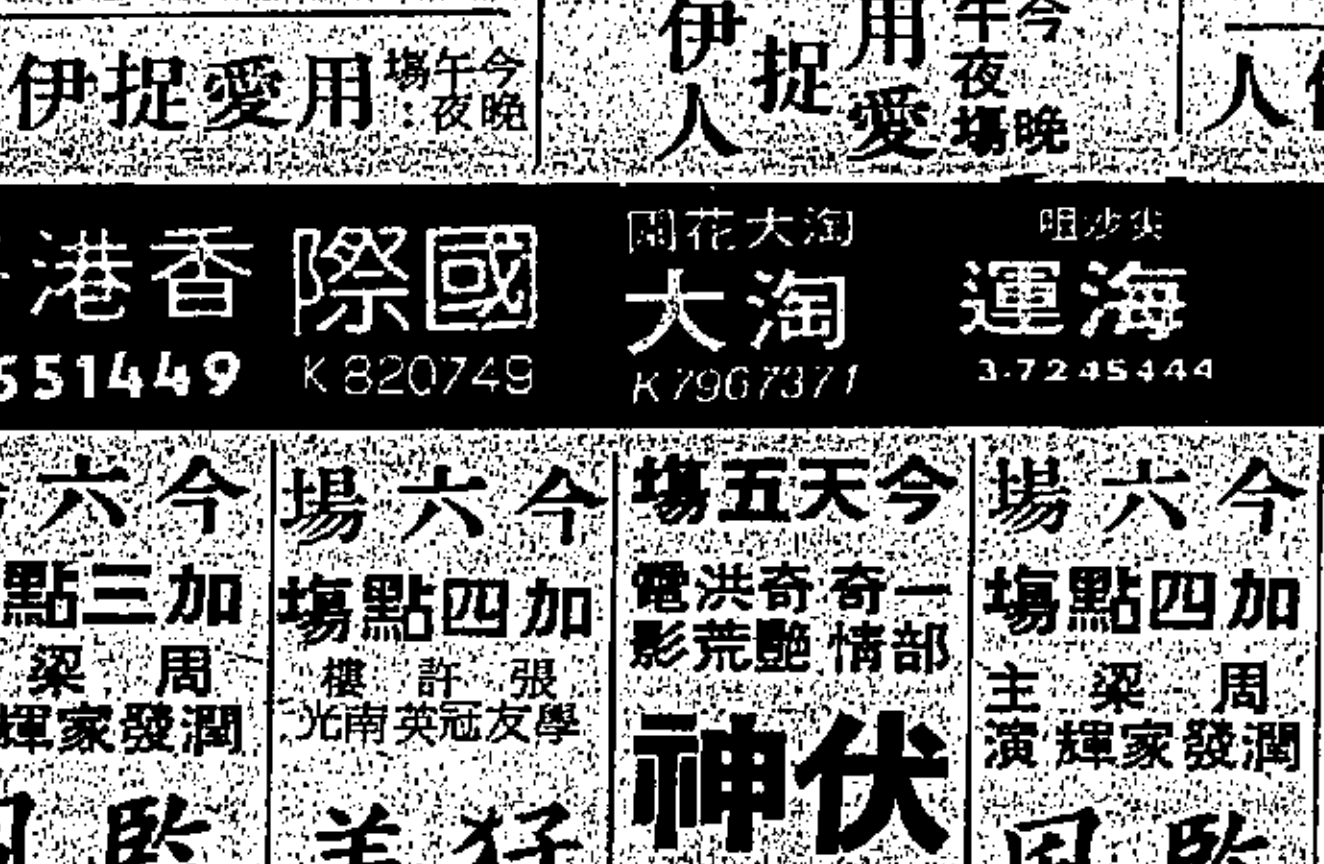 今晚午夜場
用愛捉伊人
今晚午夜場:
用愛捉伊
人
尖沙咀
海運
3.7245444
今六場
加四點場
周潤發
梁家輝
主演
淘大花園
淘大
K7967371
今天五場
一部奇情奇艷洪荒電影
伏神
國際
K820749
今六場
加四點場
張學友
許冠英
樓南光
香港
551449
今六
加三點
周潤發
梁家輝